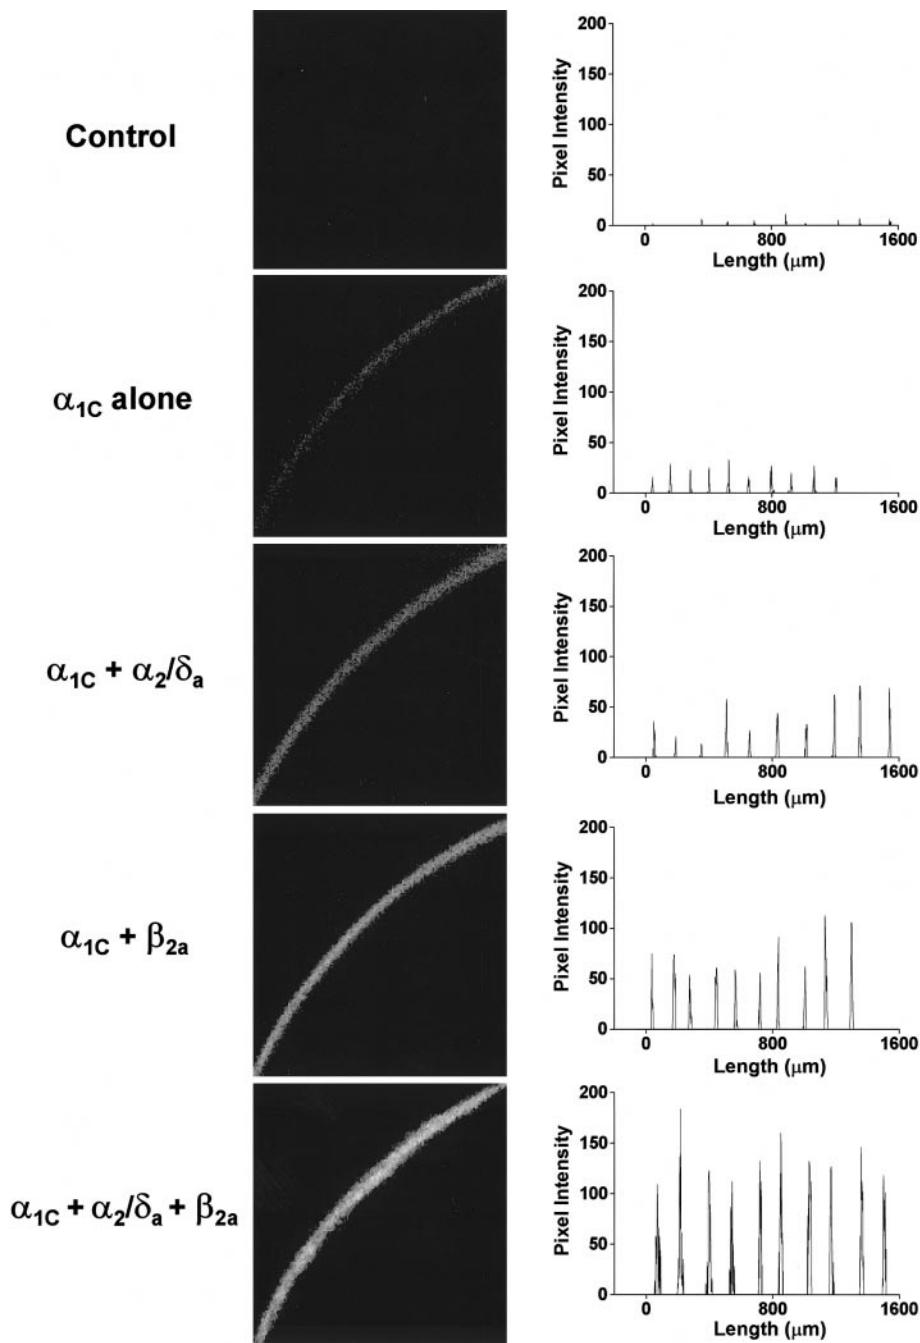 Control
200
150
100
50
0
Pixel Intensity
0 800 1600
Length (μm)
α1C alone
200
150
100
50
0
Pixel Intensity
0 800 1600
Length (μm)
α1C + α2/δa
200
150
100
50
0
Pixel Intensity
0 800 1600
Length (μm)
α1C + β2a
200
150
100
50
0
Pixel Intensity
0 800 1600
Length (μm)
α1C + α2/δa + β2a
200
150
100
50
0
Pixel Intensity
0 800 1600
Length (μm)